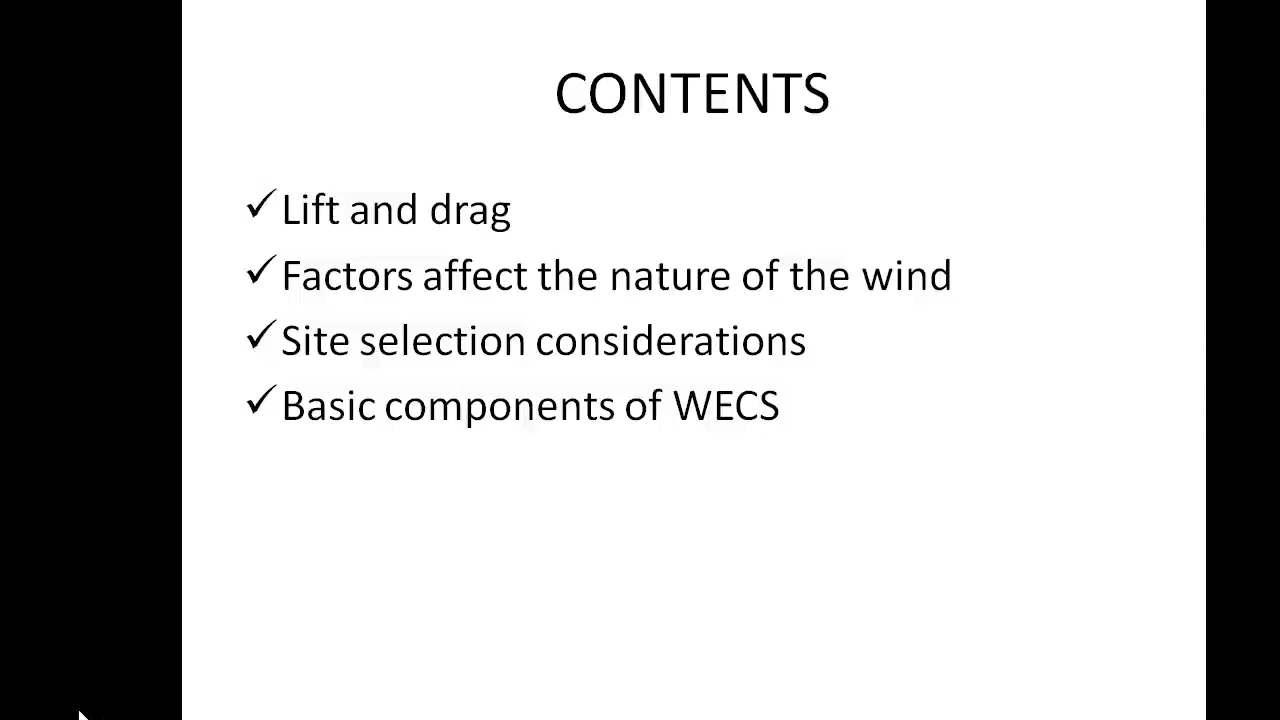 CONTENTS
✓Lift and drag
✓Factors affect the nature of the wind
✓Site selection considerations
✓Basic components of WECS